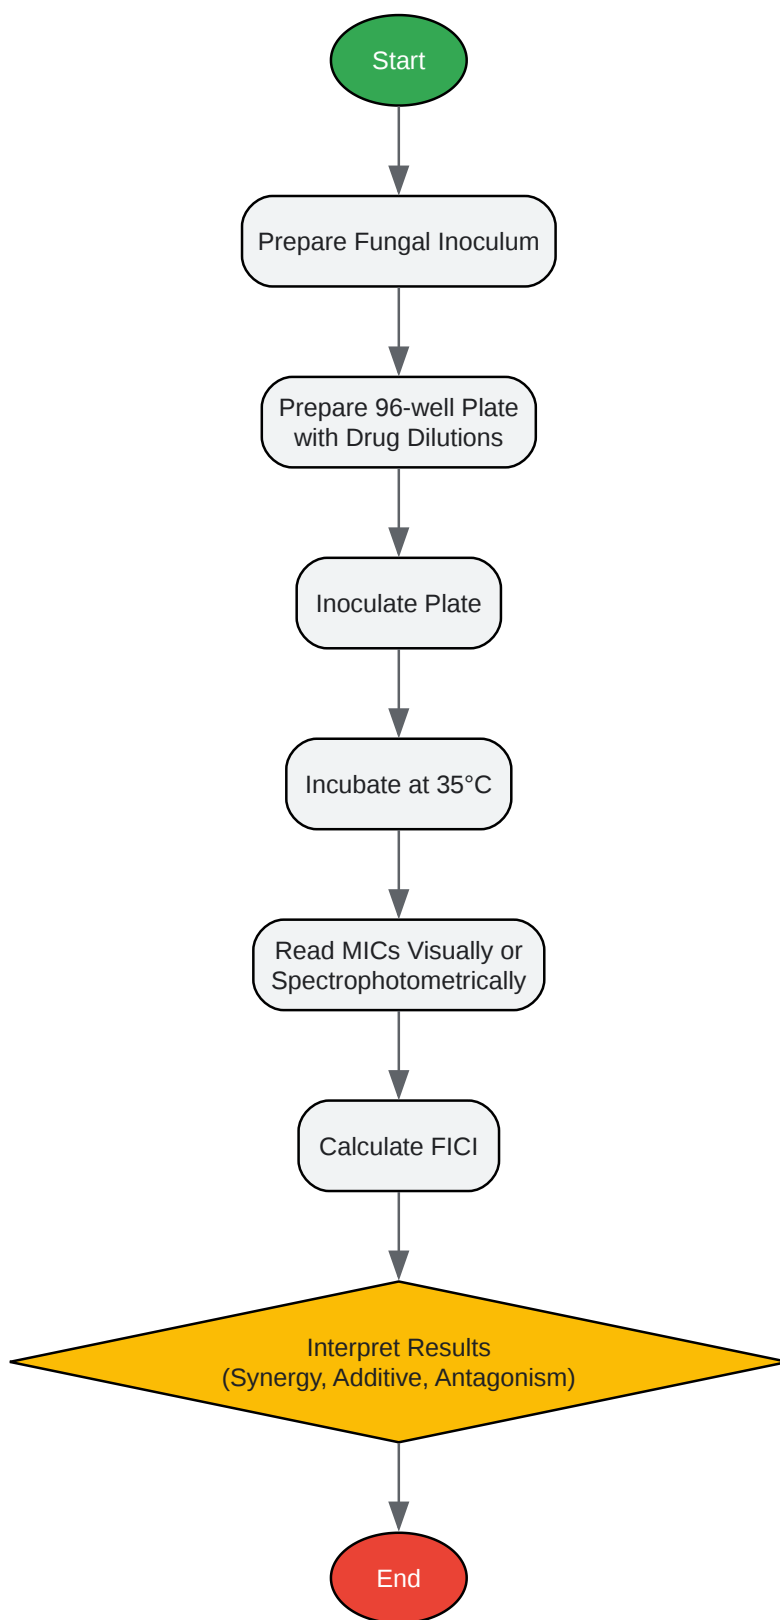 Start
Prepare Fungal Inoculum
Prepare 96-well Plate
with Drug Dilutions
Inoculate Plate
Incubate at 35°C
Read MICs Visually or
Spectrophotometrically
Calculate FICI
Interpret Results
(Synergy, Additive, Antagonism)
End